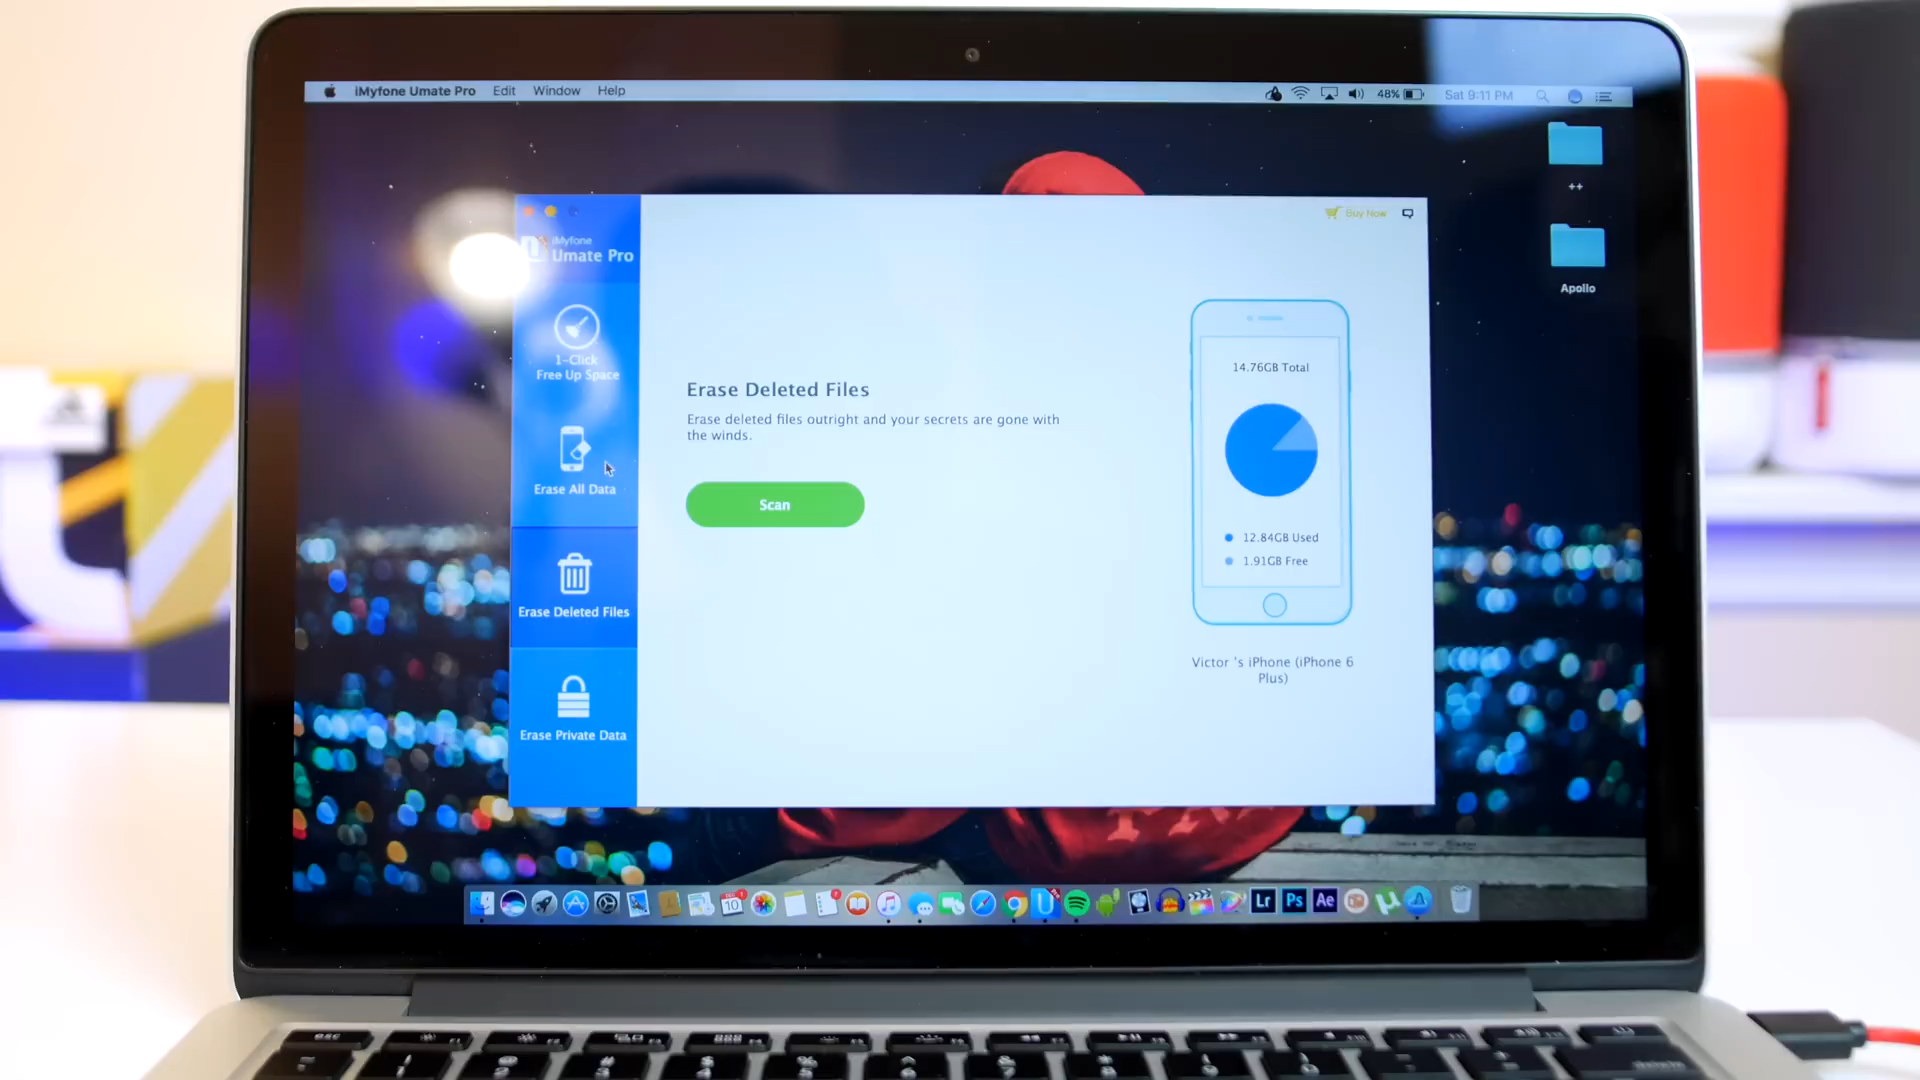 iMyfone Umate Pro Edit Window Help
48% Sat 9:11 PM
++
Apollo
Buy Now
iMyfone
Umate Pro
1-Click
Free Up Space
Erase All Data
Erase Deleted Files
Erase Private Data
Erase Deleted Files
Erase deleted files outright and your secrets are gone with
the winds.
Scan
14.76GB Total
12.84GB Used
1.91GB Free
Victor 's iPhone (iPhone 6
Plus)
10
Lr Ps Ae
esc